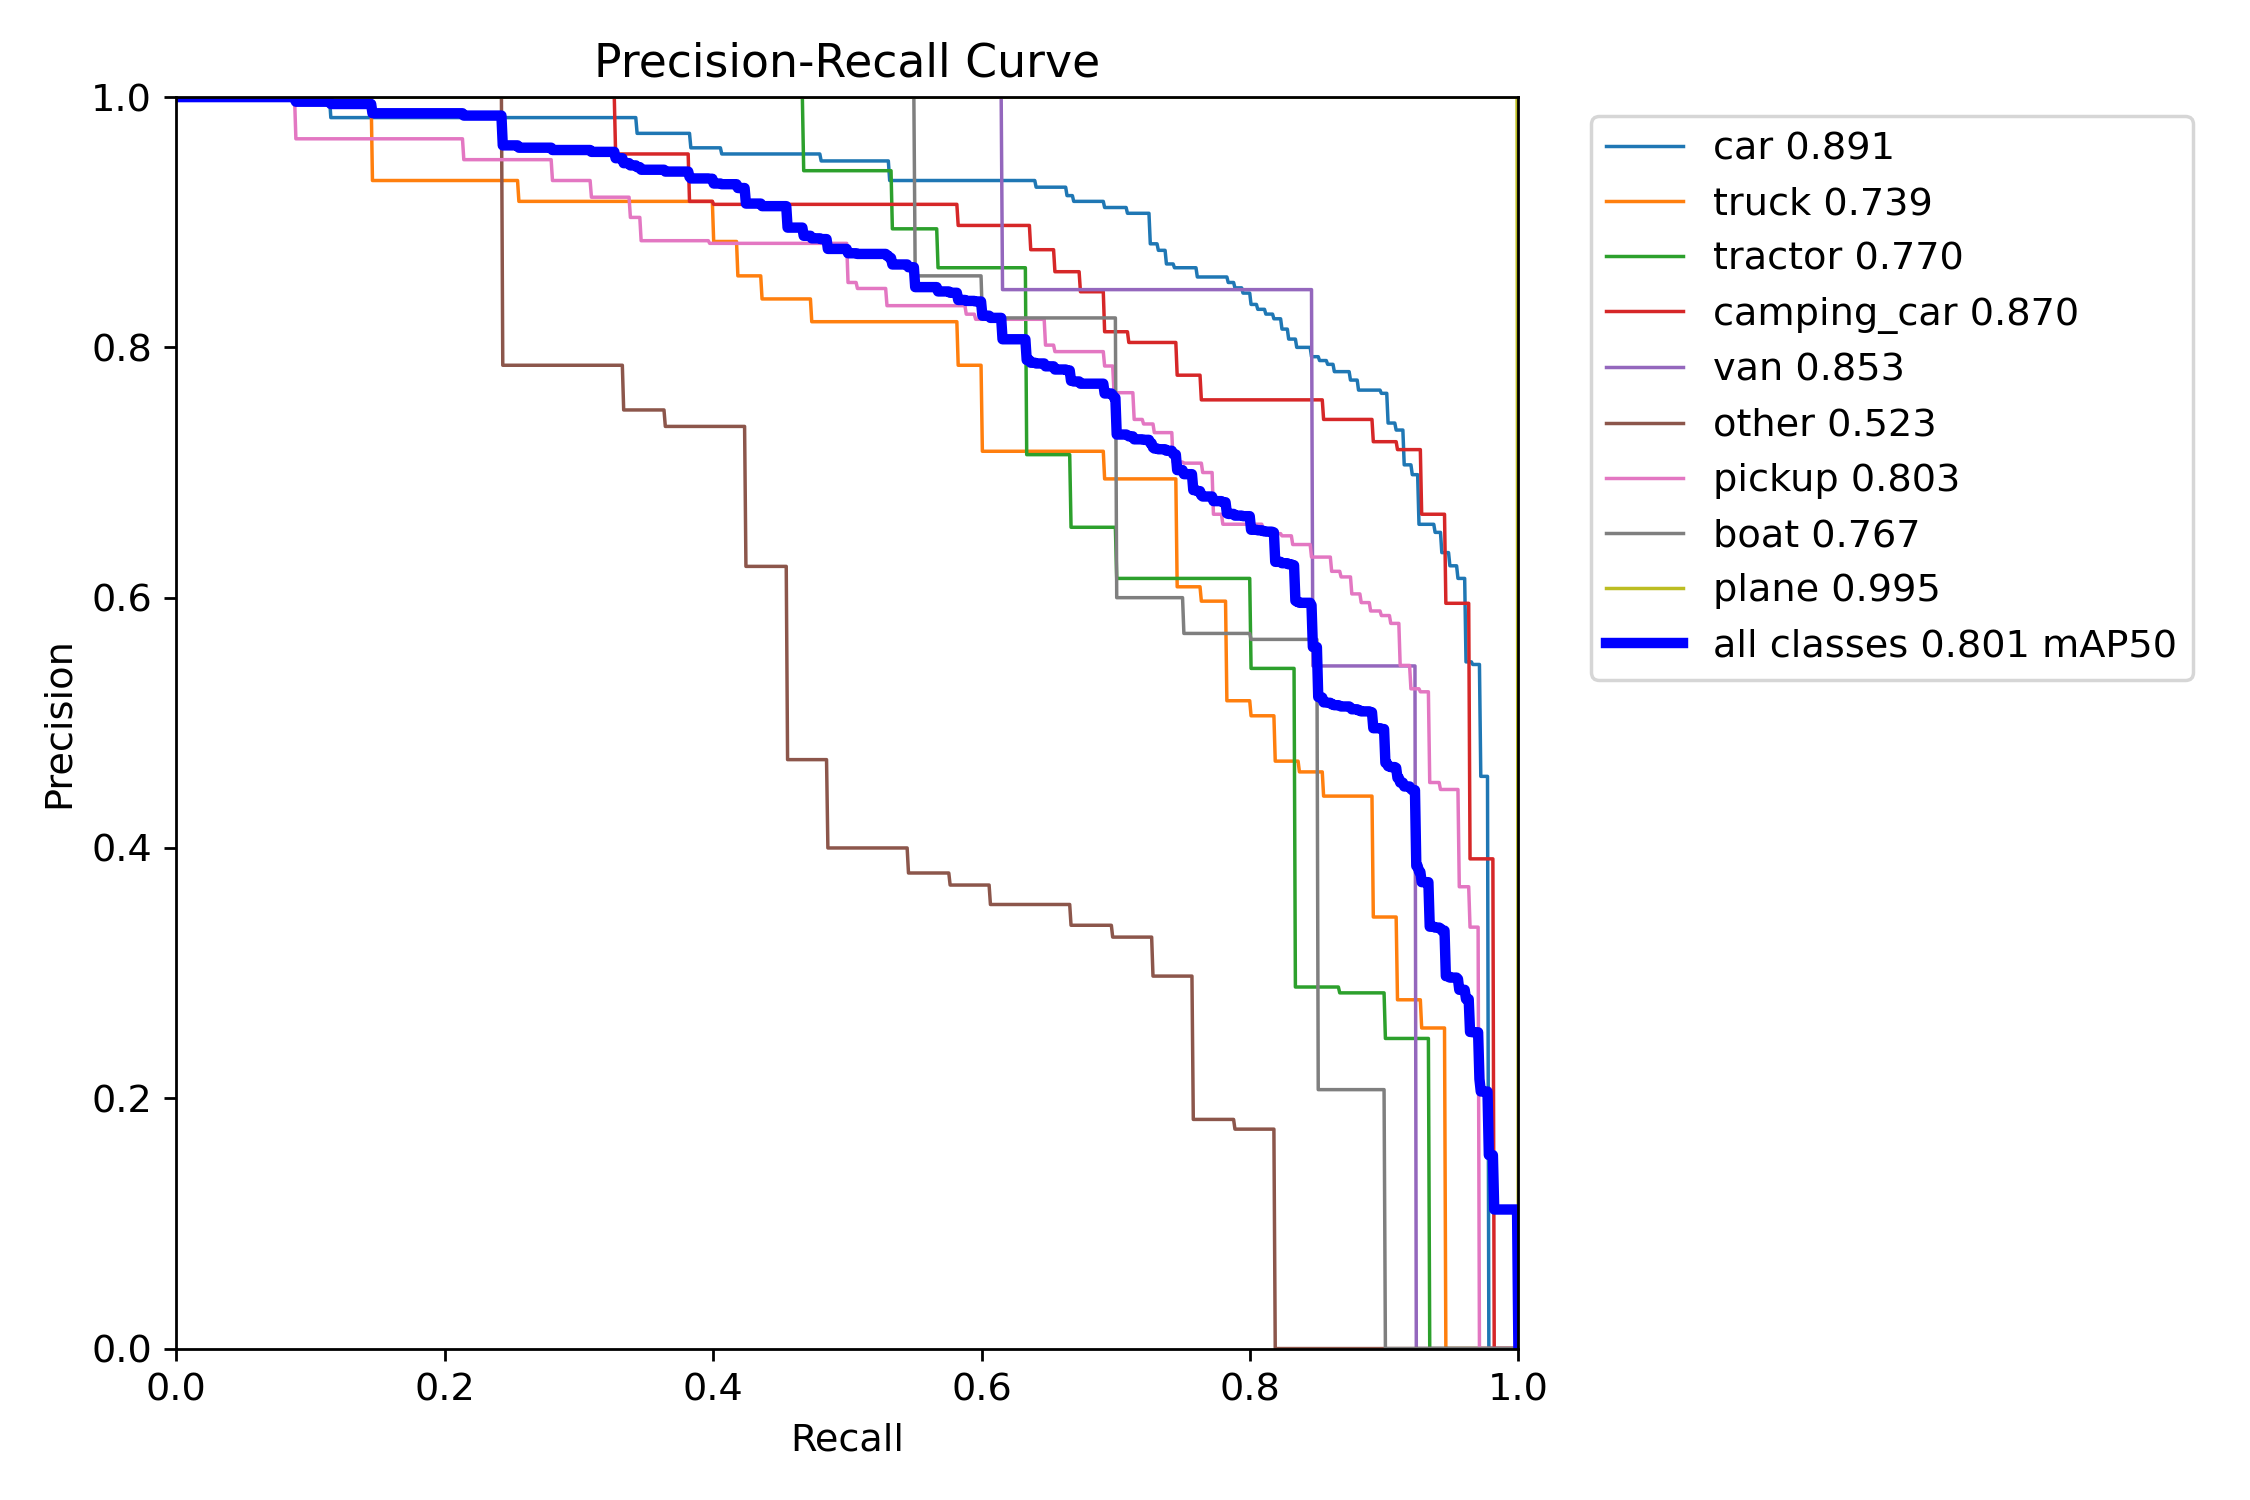 Precision-Recall Curve
1.0
0.8
0.6
0.4
0.2
0.0
Precision
0.0 0.2 0.4 0.6 0.8 1.0
Recall
car 0.891
truck 0.739
tractor 0.770
camping_car 0.870
van 0.853
other 0.523
pickup 0.803
boat 0.767
plane 0.995
all classes 0.801 mAP50